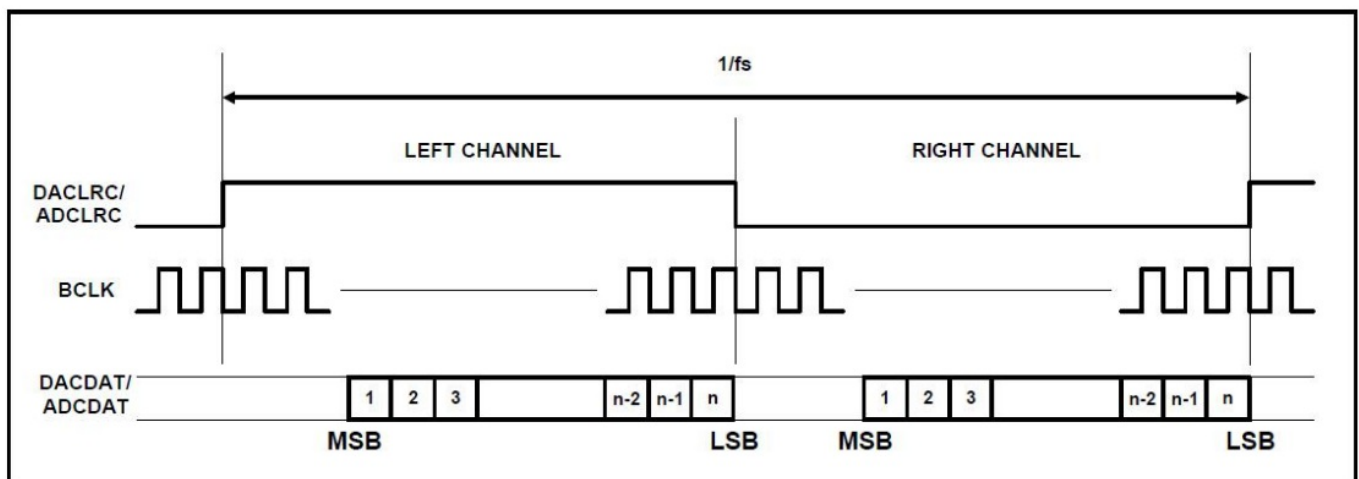 1/fs
LEFT CHANNEL
RIGHT CHANNEL
DACLRC/
ADCLRC
BCLK
DACDAT/
ADCDAT
1 2 3 n-2 n-1 n 1 2 3 n-2 n-1 n
MSB LSB MSB LSB